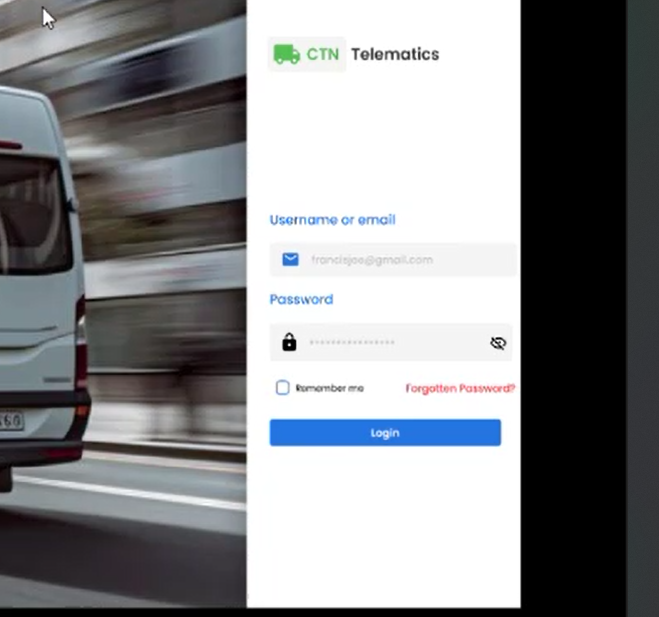 CTN Telematics
Username or email
francisjoe@gmail.com
Password
Remember me
Forgotten Password?
Login